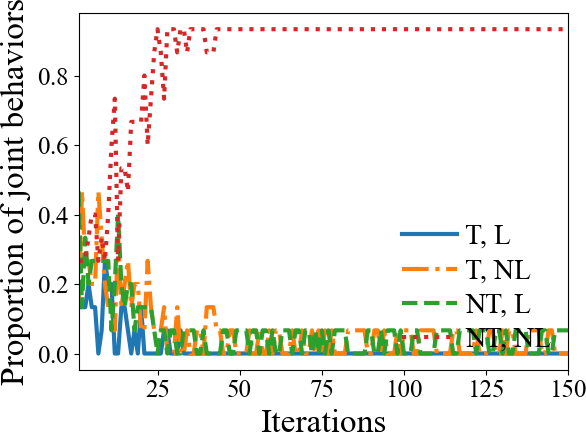 Proportion of joint behaviors
0.8
0.6
0.4
0.2
0.0
T, L
T, NL
NT, L
NT, NL
25
50
75
100
125
150
Iterations